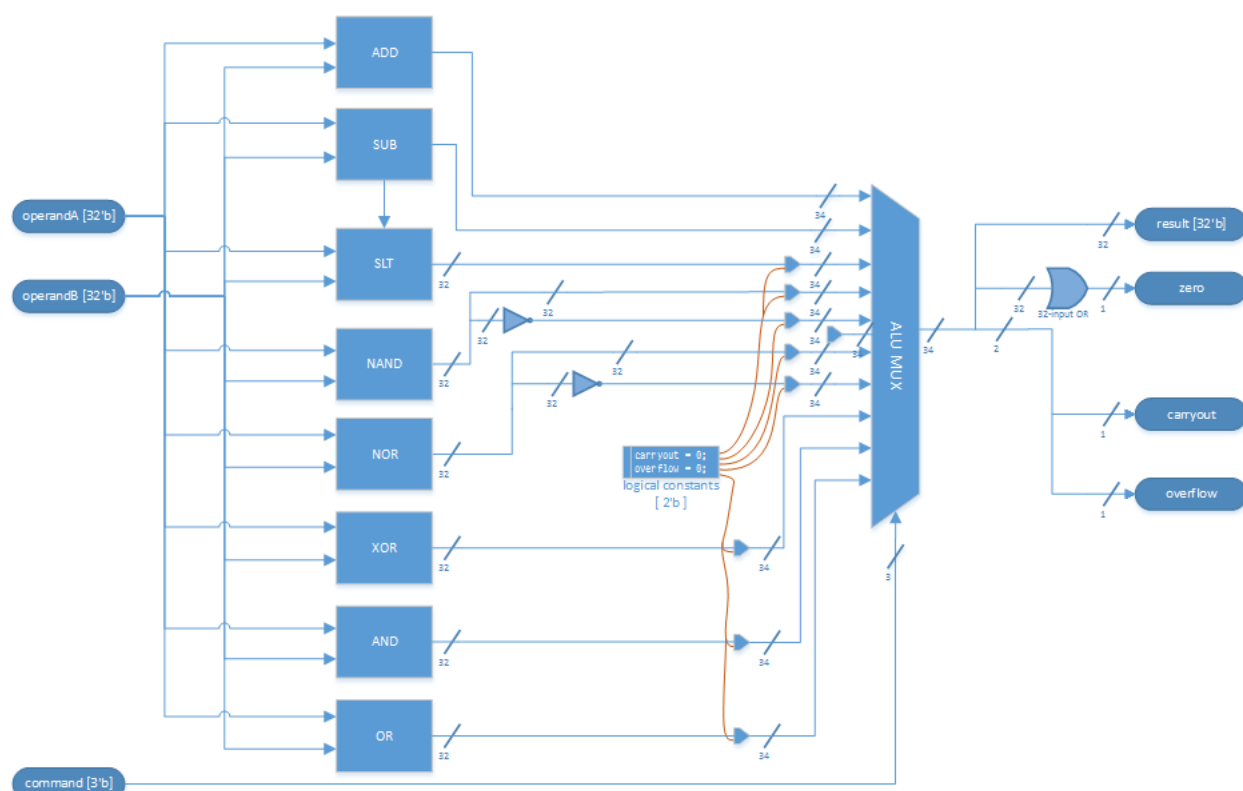 ADD
SUB
operandA [32'b]
34
result [32'b]
34
32
SLT
32
34
operandB [32'b]
32
34
32
zero
32
34
32-input OR
1
NAND
32
34
34
ALU MUX
34
2
32
34
32
34
carryout
1
NOR
32
carryout = 0;
overflow = 0;
logical constants
[ 2'b ]
overflow
1
XOR
32
34
3
AND
32
34
OR
32
34
command [3'b]